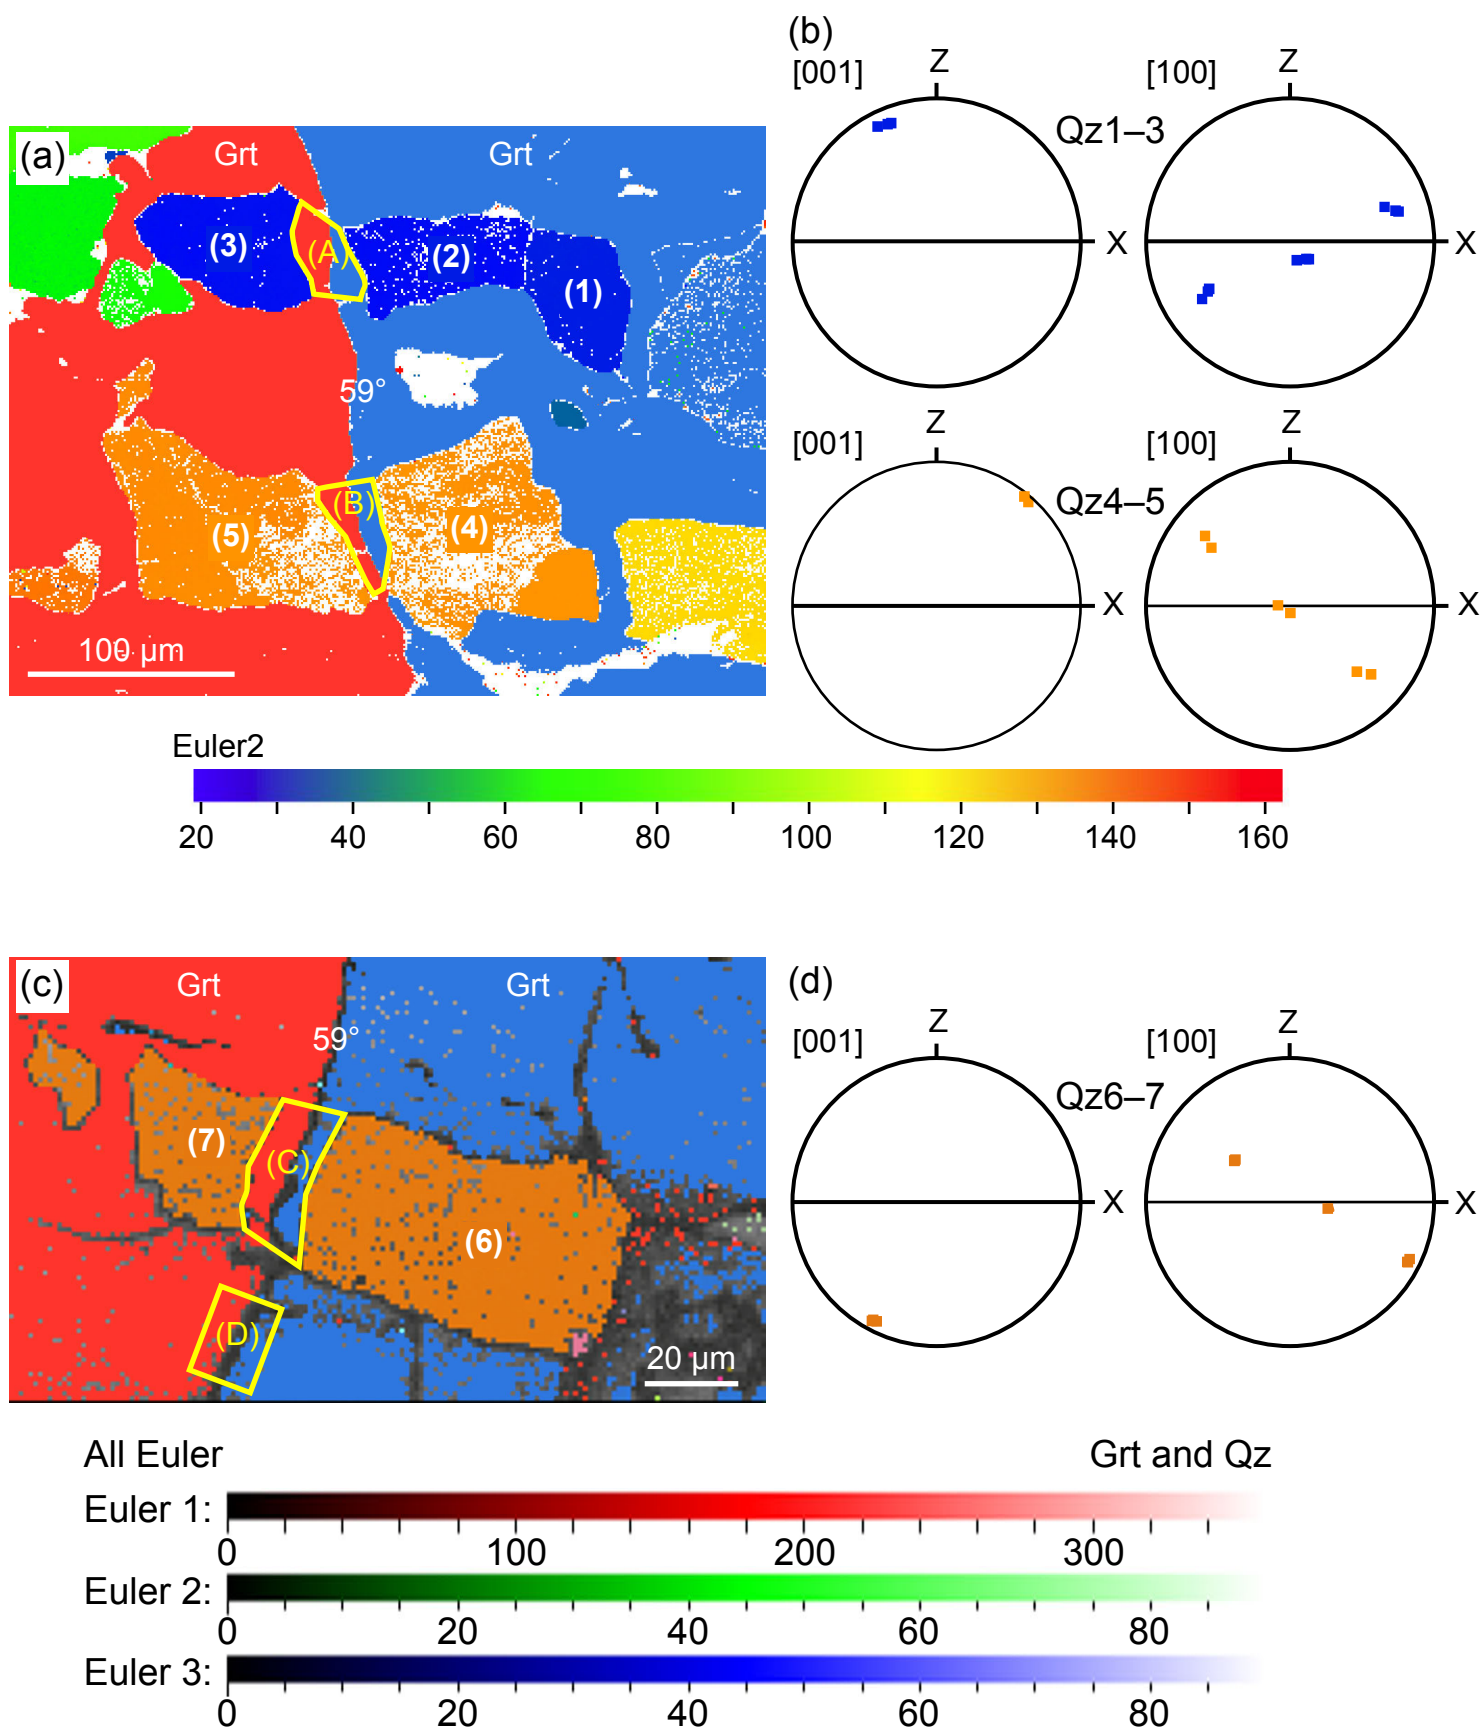 (a)
Grt
Grt
(3)
(A)
(2)
(1)
59°
(B)
(5)
(4)
100 µm
(b)
[001]
Z
X
Qz1–3
[100]
Z
X
[001]
Z
X
Qz4–5
[100]
Z
X
Euler2
20 40 60 80 100 120 140 160
(c)
Grt
Grt
59°
(7)
(C)
(6)
(D)
20 µm
(d)
[001]
Z
X
Qz6–7
[100]
Z
X
All Euler
Grt and Qz
Euler 1:
0 100 200 300
Euler 2:
0 20 40 60 80
Euler 3:
0 20 40 60 80